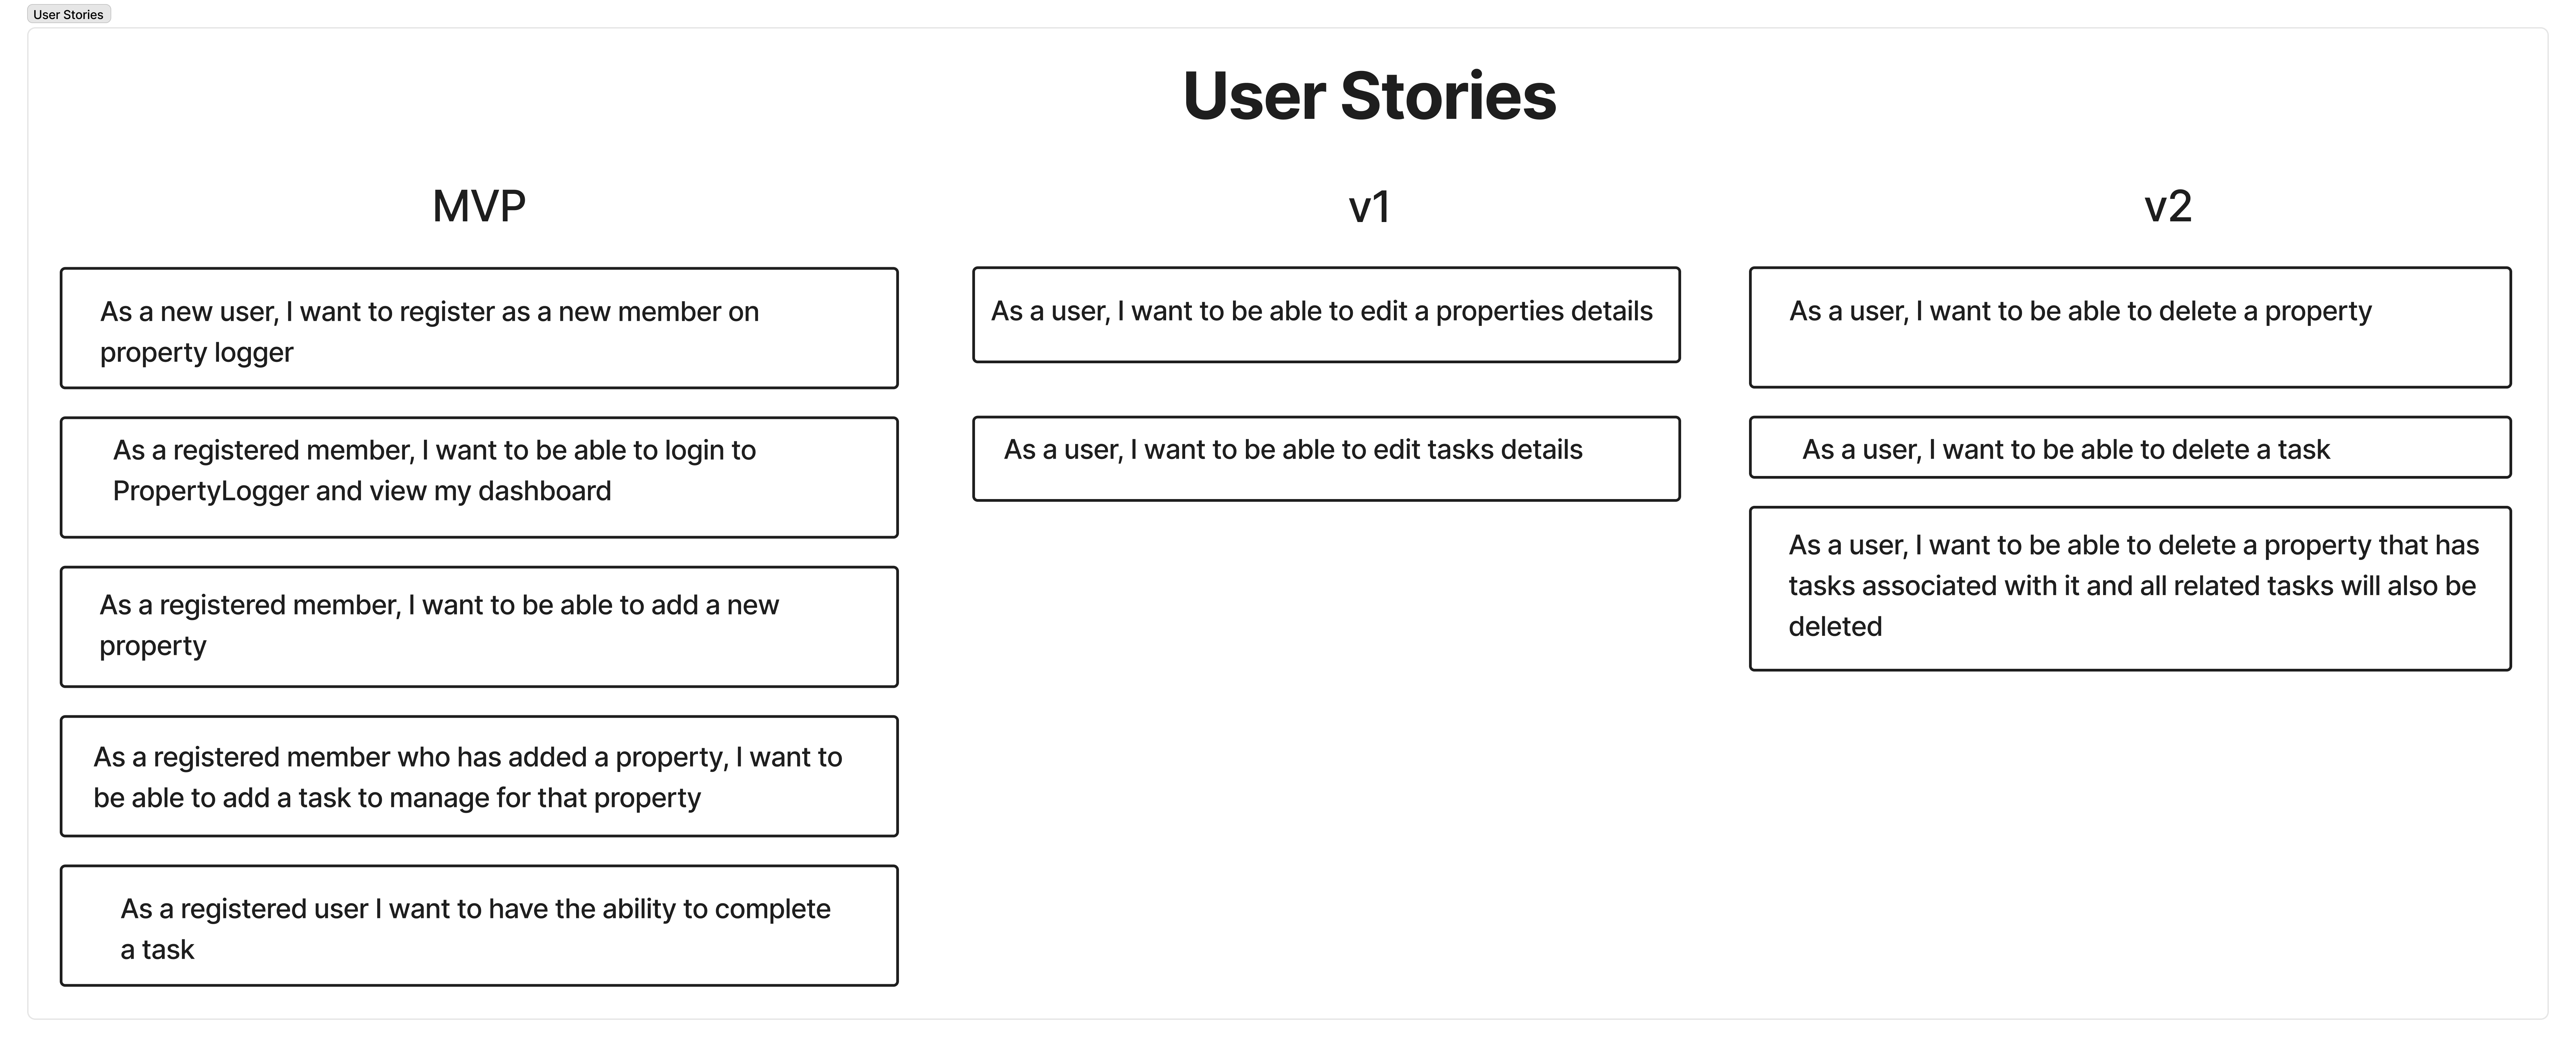 User Stories
User Stories
MVP
As a new user, I want to register as a new member on
property logger
As a registered member, I want to be able to login to
PropertyLogger and view my dashboard
As a registered member, I want to be able to add a new
property
As a registered member who has added a property, I want to
be able to add a task to manage for that property
As a registered user I want to have the ability to complete
a task
v1
As a user, I want to be able to edit a properties details
As a user, I want to be able to edit tasks details
v2
As a user, I want to be able to delete a property
As a user, I want to be able to delete a task
As a user, I want to be able to delete a property that has
tasks associated with it and all related tasks will also be
deleted